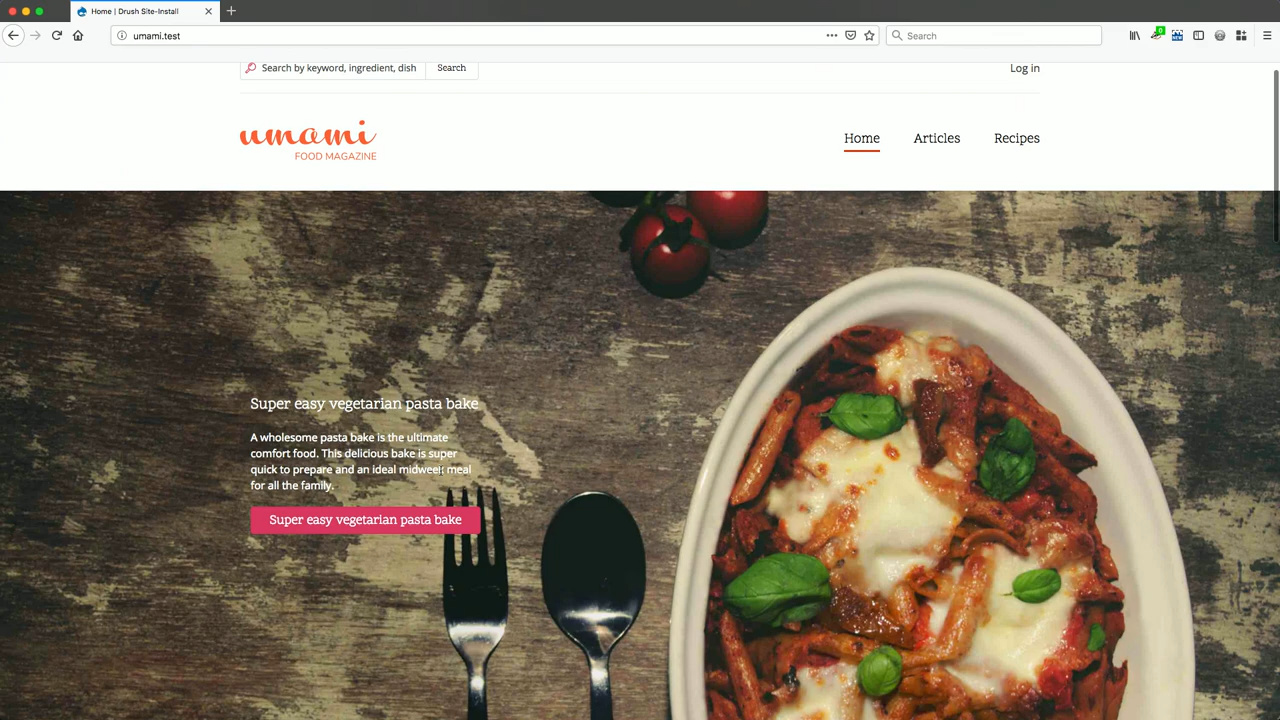 Home | Drush Site-Install
umami.test
Search
0
Search by keyword, ingredient, dish
Search
Log in
umami
FOOD MAGAZINE
Home
Articles
Recipes
Super easy vegetarian pasta bake
A wholesome pasta bake is the ultimate
comfort food. This delicious bake is super
quick to prepare and an ideal midweek meal
for all the family.
Super easy vegetarian pasta bake